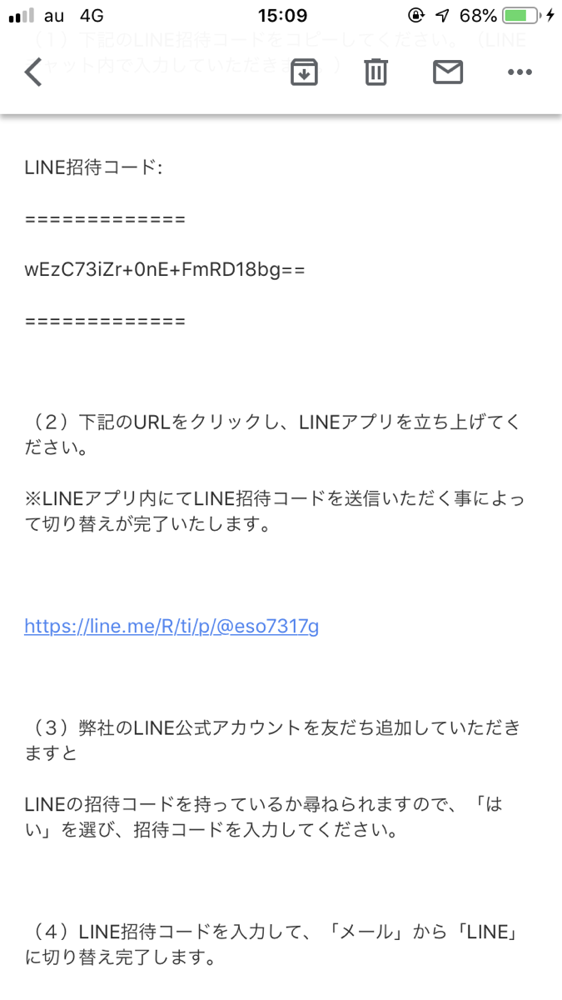 au 4G 15:09 68%
（１）下記のLINE招待コードをコピーしてください。（LINE
ャット内で入力していただきま ）
LINE招待コード:
=============
wEzC73iZr+0nE+FmRD18bg==
=============
（２）下記のURLをクリックし、LINEアプリを立ち上げてく
ださい。
※LINEアプリ内にてLINE招待コードを送信いただく事によっ
て切り替えが完了いたします。
https://line.me/R/ti/p/@eso7317g
（３）弊社のLINE公式アカウントを友だち追加していただき
ますと
LINEの招待コードを持っているか尋ねられますので、「は
い」を選び、招待コードを入力してください。
（４）LINE招待コードを入力して、「メール」から「LINE」
に切り替え完了します。